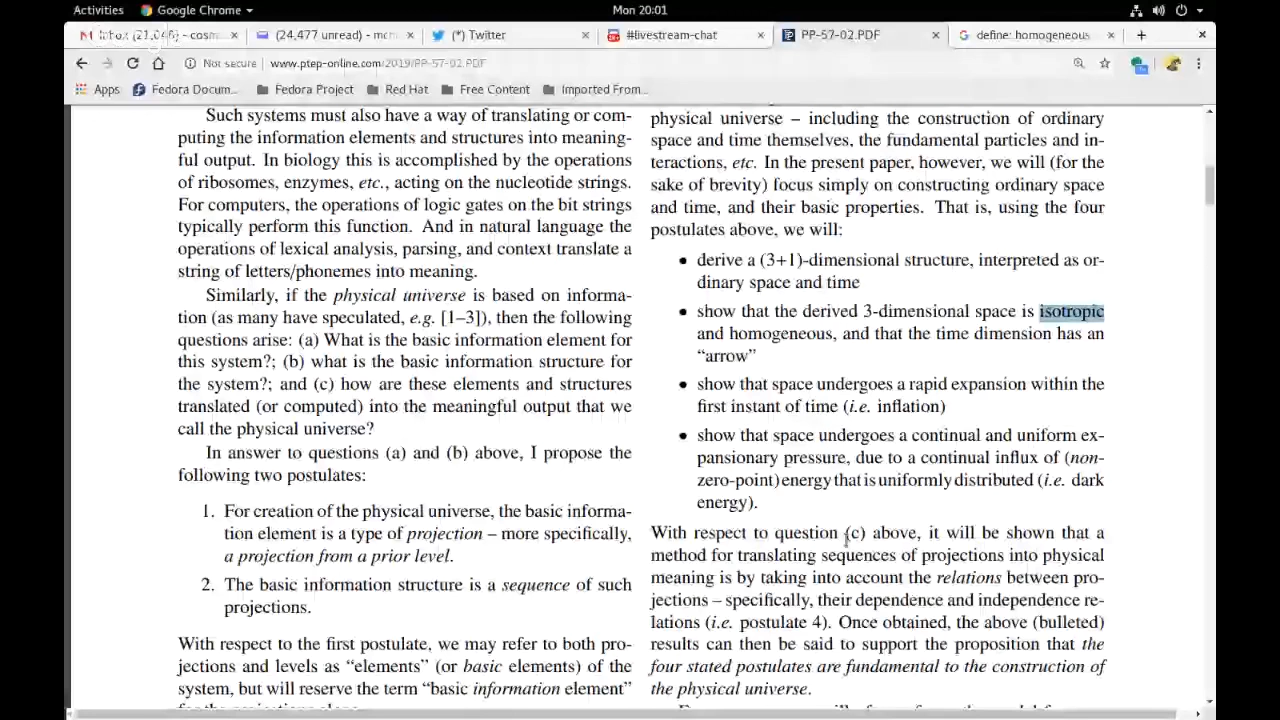 Activities Google Chrome Mon 20:01
(24,477 unread) - (*) Twitter #livestream-chat PP-57-02.PDF define: homogeneous
Not secure www.ptep-online.com/2019/PP-57-02.PDF
Apps Fedora Docum... Fedora Project Red Hat Free Content Imported From...
Such systems must also have a way of translating or com-
puting the information elements and structures into meaning-
ful output. In biology this is accomplished by the operations
of ribosomes, enzymes, etc., acting on the nucleotide strings.
For computers, the operations of logic gates on the bit strings
typically perform this function. And in natural language the
operations of lexical analysis, parsing, and context translate a
string of letters/phonemes into meaning.
Similarly, if the physical universe is based on informa-
tion (as many have speculated, e.g. [1–3]), then the following
questions arise: (a) What is the basic information element for
this system?; (b) what is the basic information structure for
the system?; and (c) how are these elements and structures
translated (or computed) into the meaningful output that we
call the physical universe?
In answer to questions (a) and (b) above, I propose the
following two postulates:
1. For creation of the physical universe, the basic informa-
tion element is a type of projection – more specifically,
a projection from a prior level.
2. The basic information structure is a sequence of such
projections.
With respect to the first postulate, we may refer to both pro-
jections and levels as “elements” (or basic elements) of the
system, but will reserve the term “basic information element”
physical universe – including the construction of ordinary
space and time themselves, the fundamental particles and in-
teractions, etc. In the present paper, however, we will (for the
sake of brevity) focus simply on constructing ordinary space
and time, and their basic properties. That is, using the four
postulates above, we will:
• derive a (3+1)-dimensional structure, interpreted as or-
dinary space and time
• show that the derived 3-dimensional space is isotropic
and homogeneous, and that the time dimension has an
“arrow”
• show that space undergoes a rapid expansion within the
first instant of time (i.e. inflation)
• show that space undergoes a continual and uniform ex-
pansionary pressure, due to a continual influx of (non-
zero-point) energy that is uniformly distributed (i.e. dark
energy).
With respect to question (c) above, it will be shown that a
method for translating sequences of projections into physical
meaning is by taking into account the relations between pro-
jections – specifically, their dependence and independence re-
lations (i.e. postulate 4). Once obtained, the above (bulleted)
results can then be said to support the proposition that the
four stated postulates are fundamental to the construction of
the physical universe.